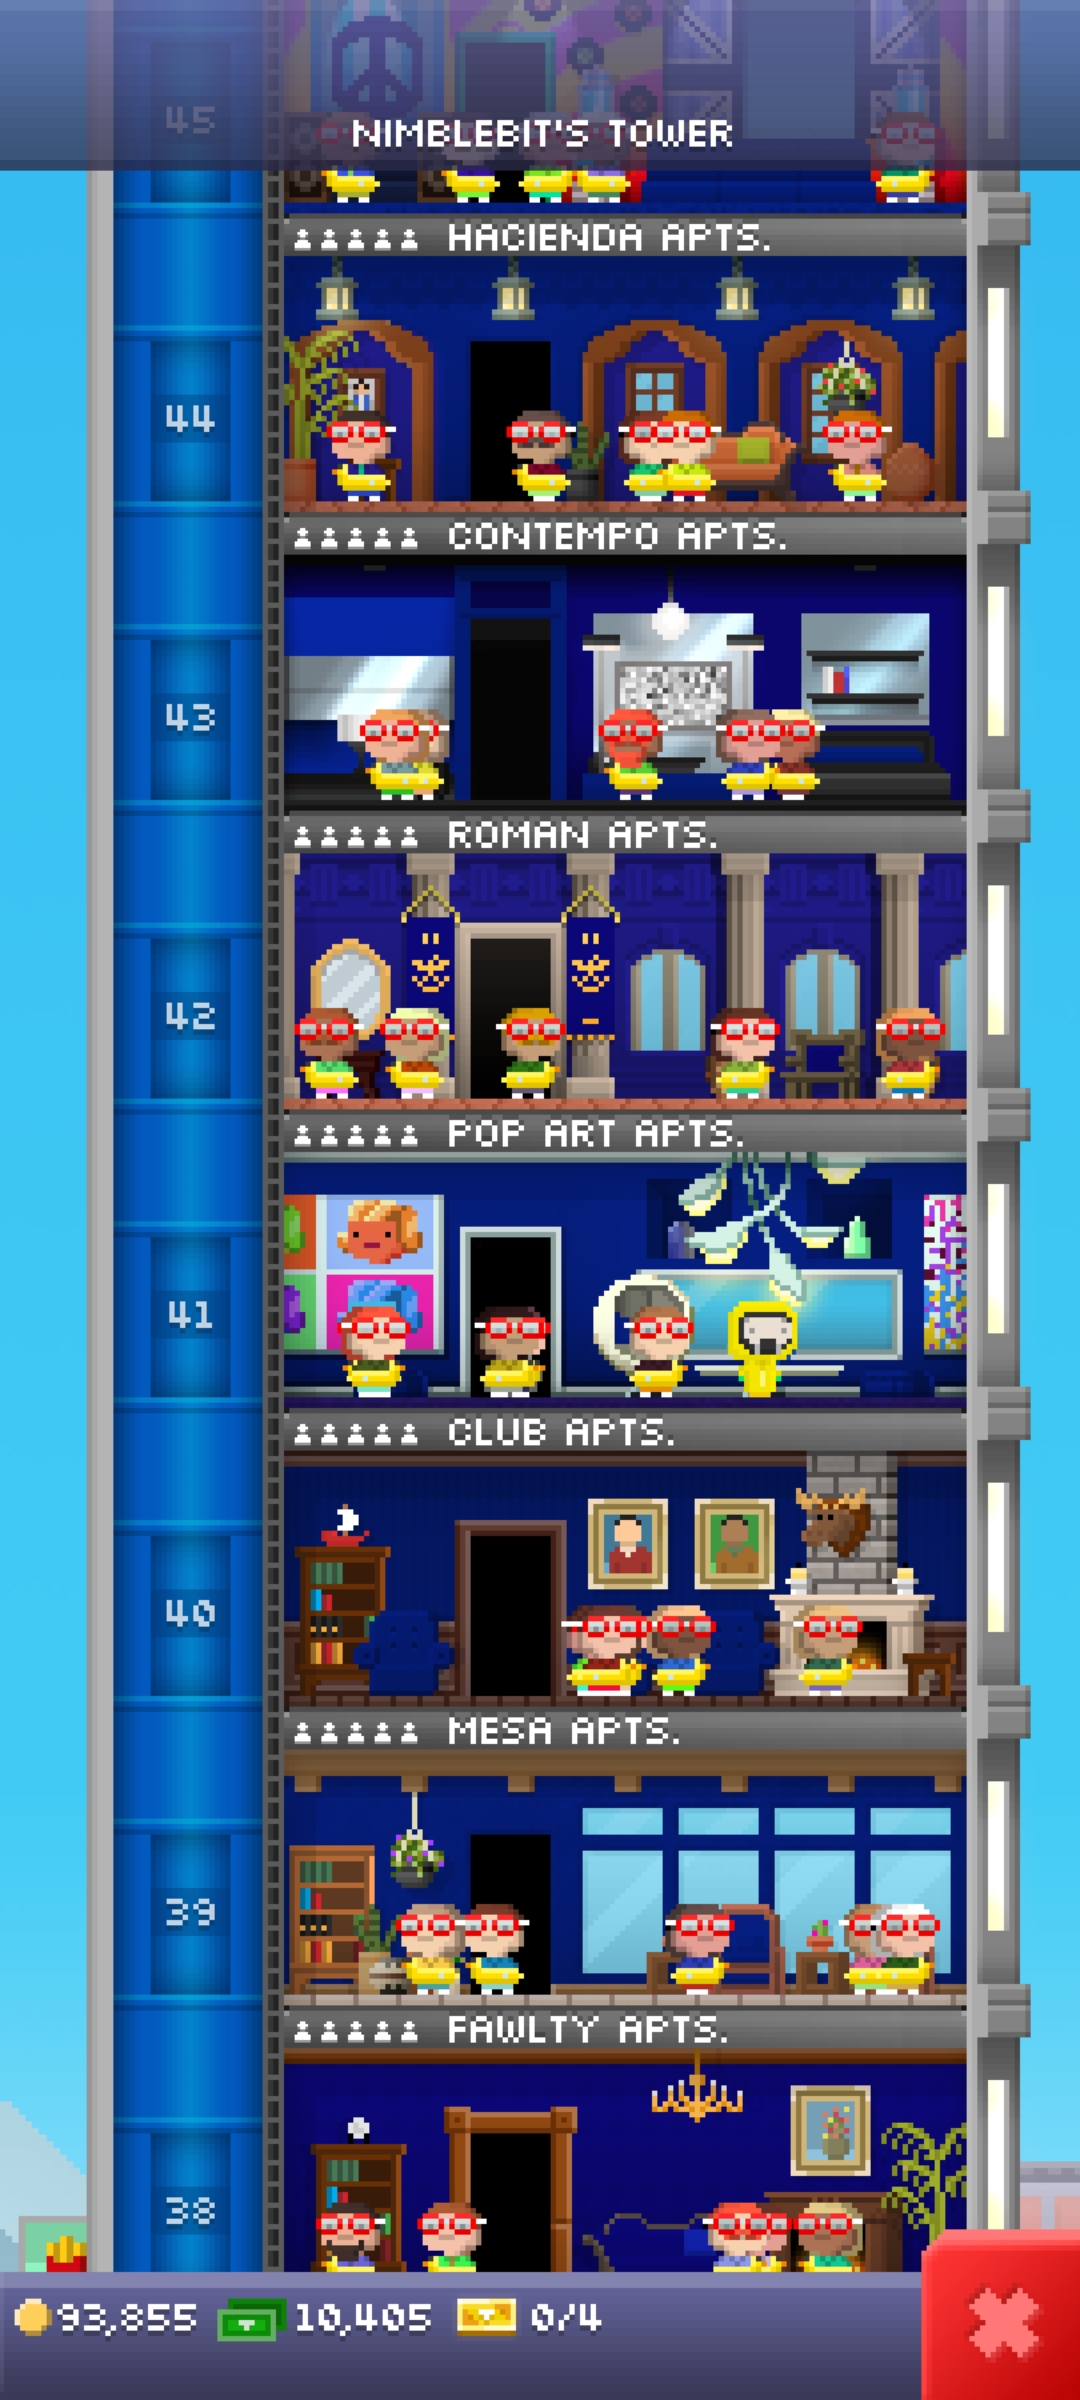 45
NIMBLEBIT'S TOWER
HACIENDA APTS.
44
CONTEMPO APTS.
43
ROMAN APTS.
42
POP ART APTS.
41
CLUB APTS.
40
MESA APTS.
39
FAWLTY APTS.
38
93,855 10,405 0/4